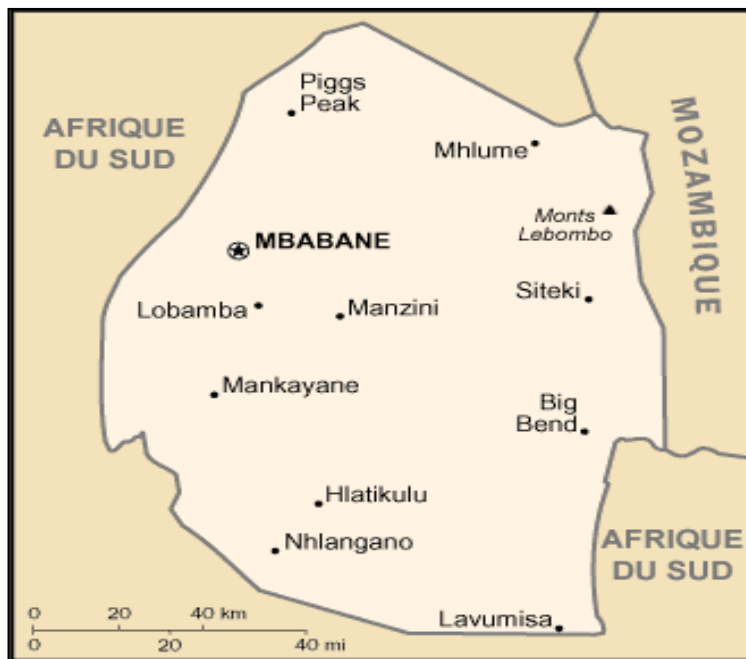 Piggs
Peak
AFRIQUE
DU SUD
MOZAMBIQUE
Mhlume
Monts
Lebombo
MBABANE
Siteki
Lobamba
Manzini
Mankayane
Big
Bend
Hlatikulu
Nhlangano
AFRIQUE
DU SUD
Lavumisa
0 20 40 km
0 20 40 mi